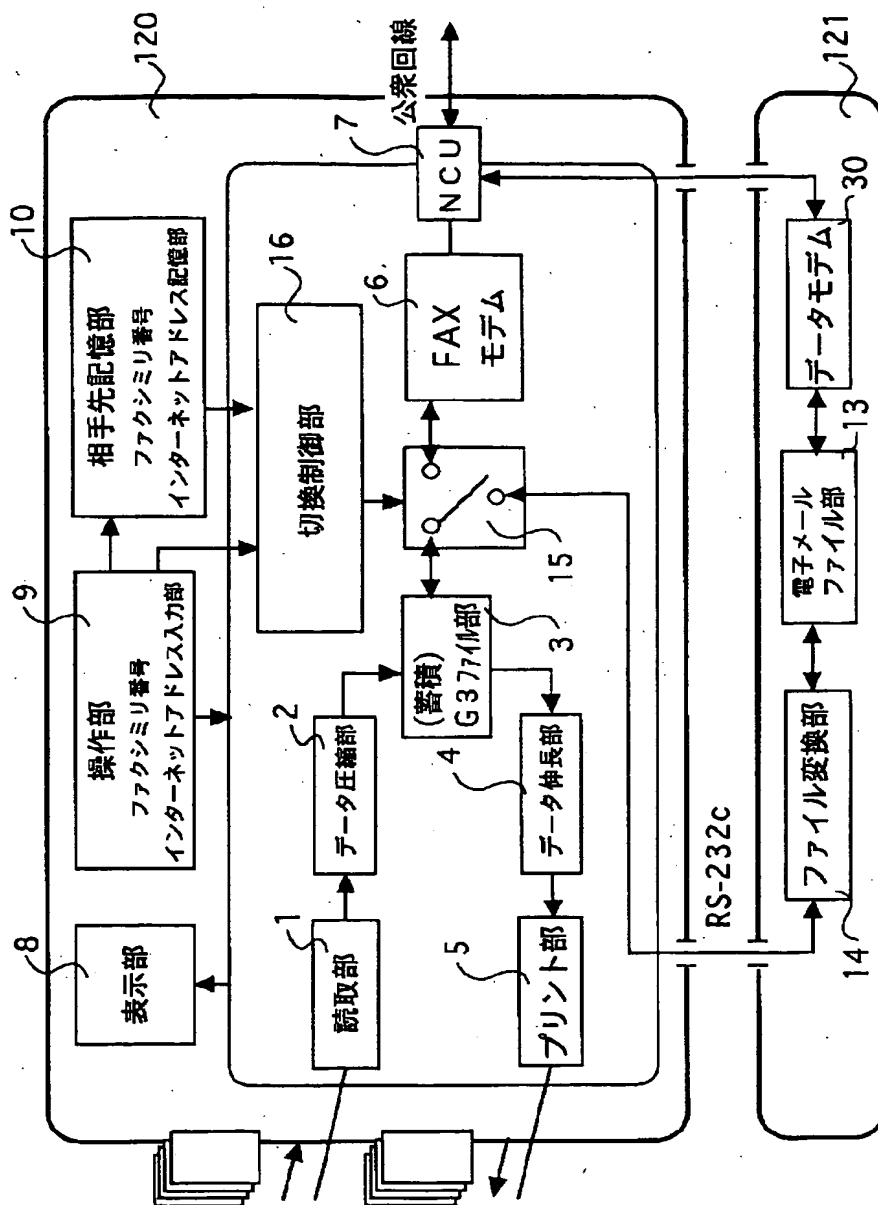 8
表示部
9
操作部
ファクシミリ番号
インターネットアドレス入力部
10
相手先記憶部
ファクシミリ番号
インターネットアドレス記憶部
120
1
読取部
2
データ圧縮部
(蓄積)
G3ファイル部
3
4
データ伸長部
5
プリント部
16
切換制御部
15
6
FAX
モデム
7
NCU
公衆回線
RS-232c
14
ファイル変換部
13
電子メール
ファイル部
30
データモデム
121